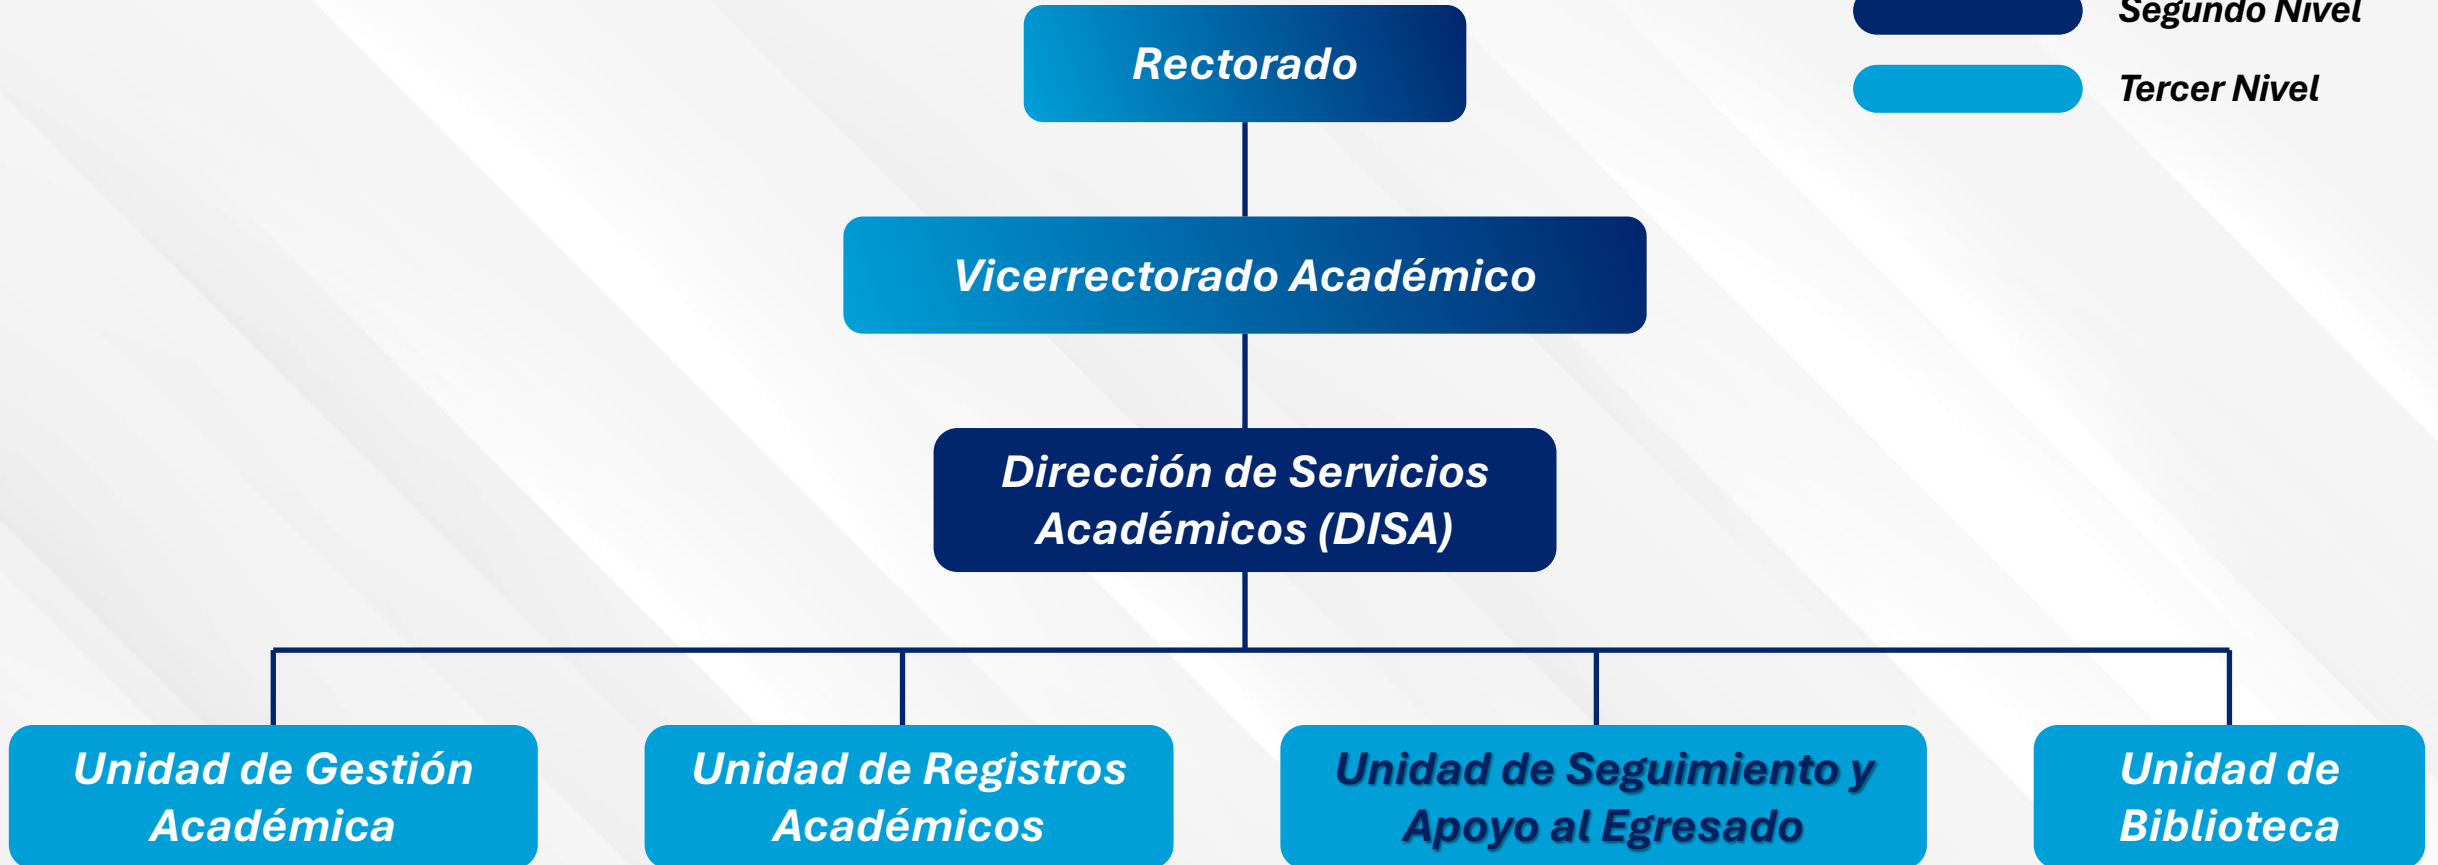 Segundo Nivel
Rectorado
Tercer Nivel
Vicerrectorado Académico
Dirección de Servicios
Académicos (DISA)
Unidad de Gestión
Académica
Unidad de Registros
Académicos
Unidad de Seguimiento y
Apoyo al Egresado
Unidad de
Biblioteca